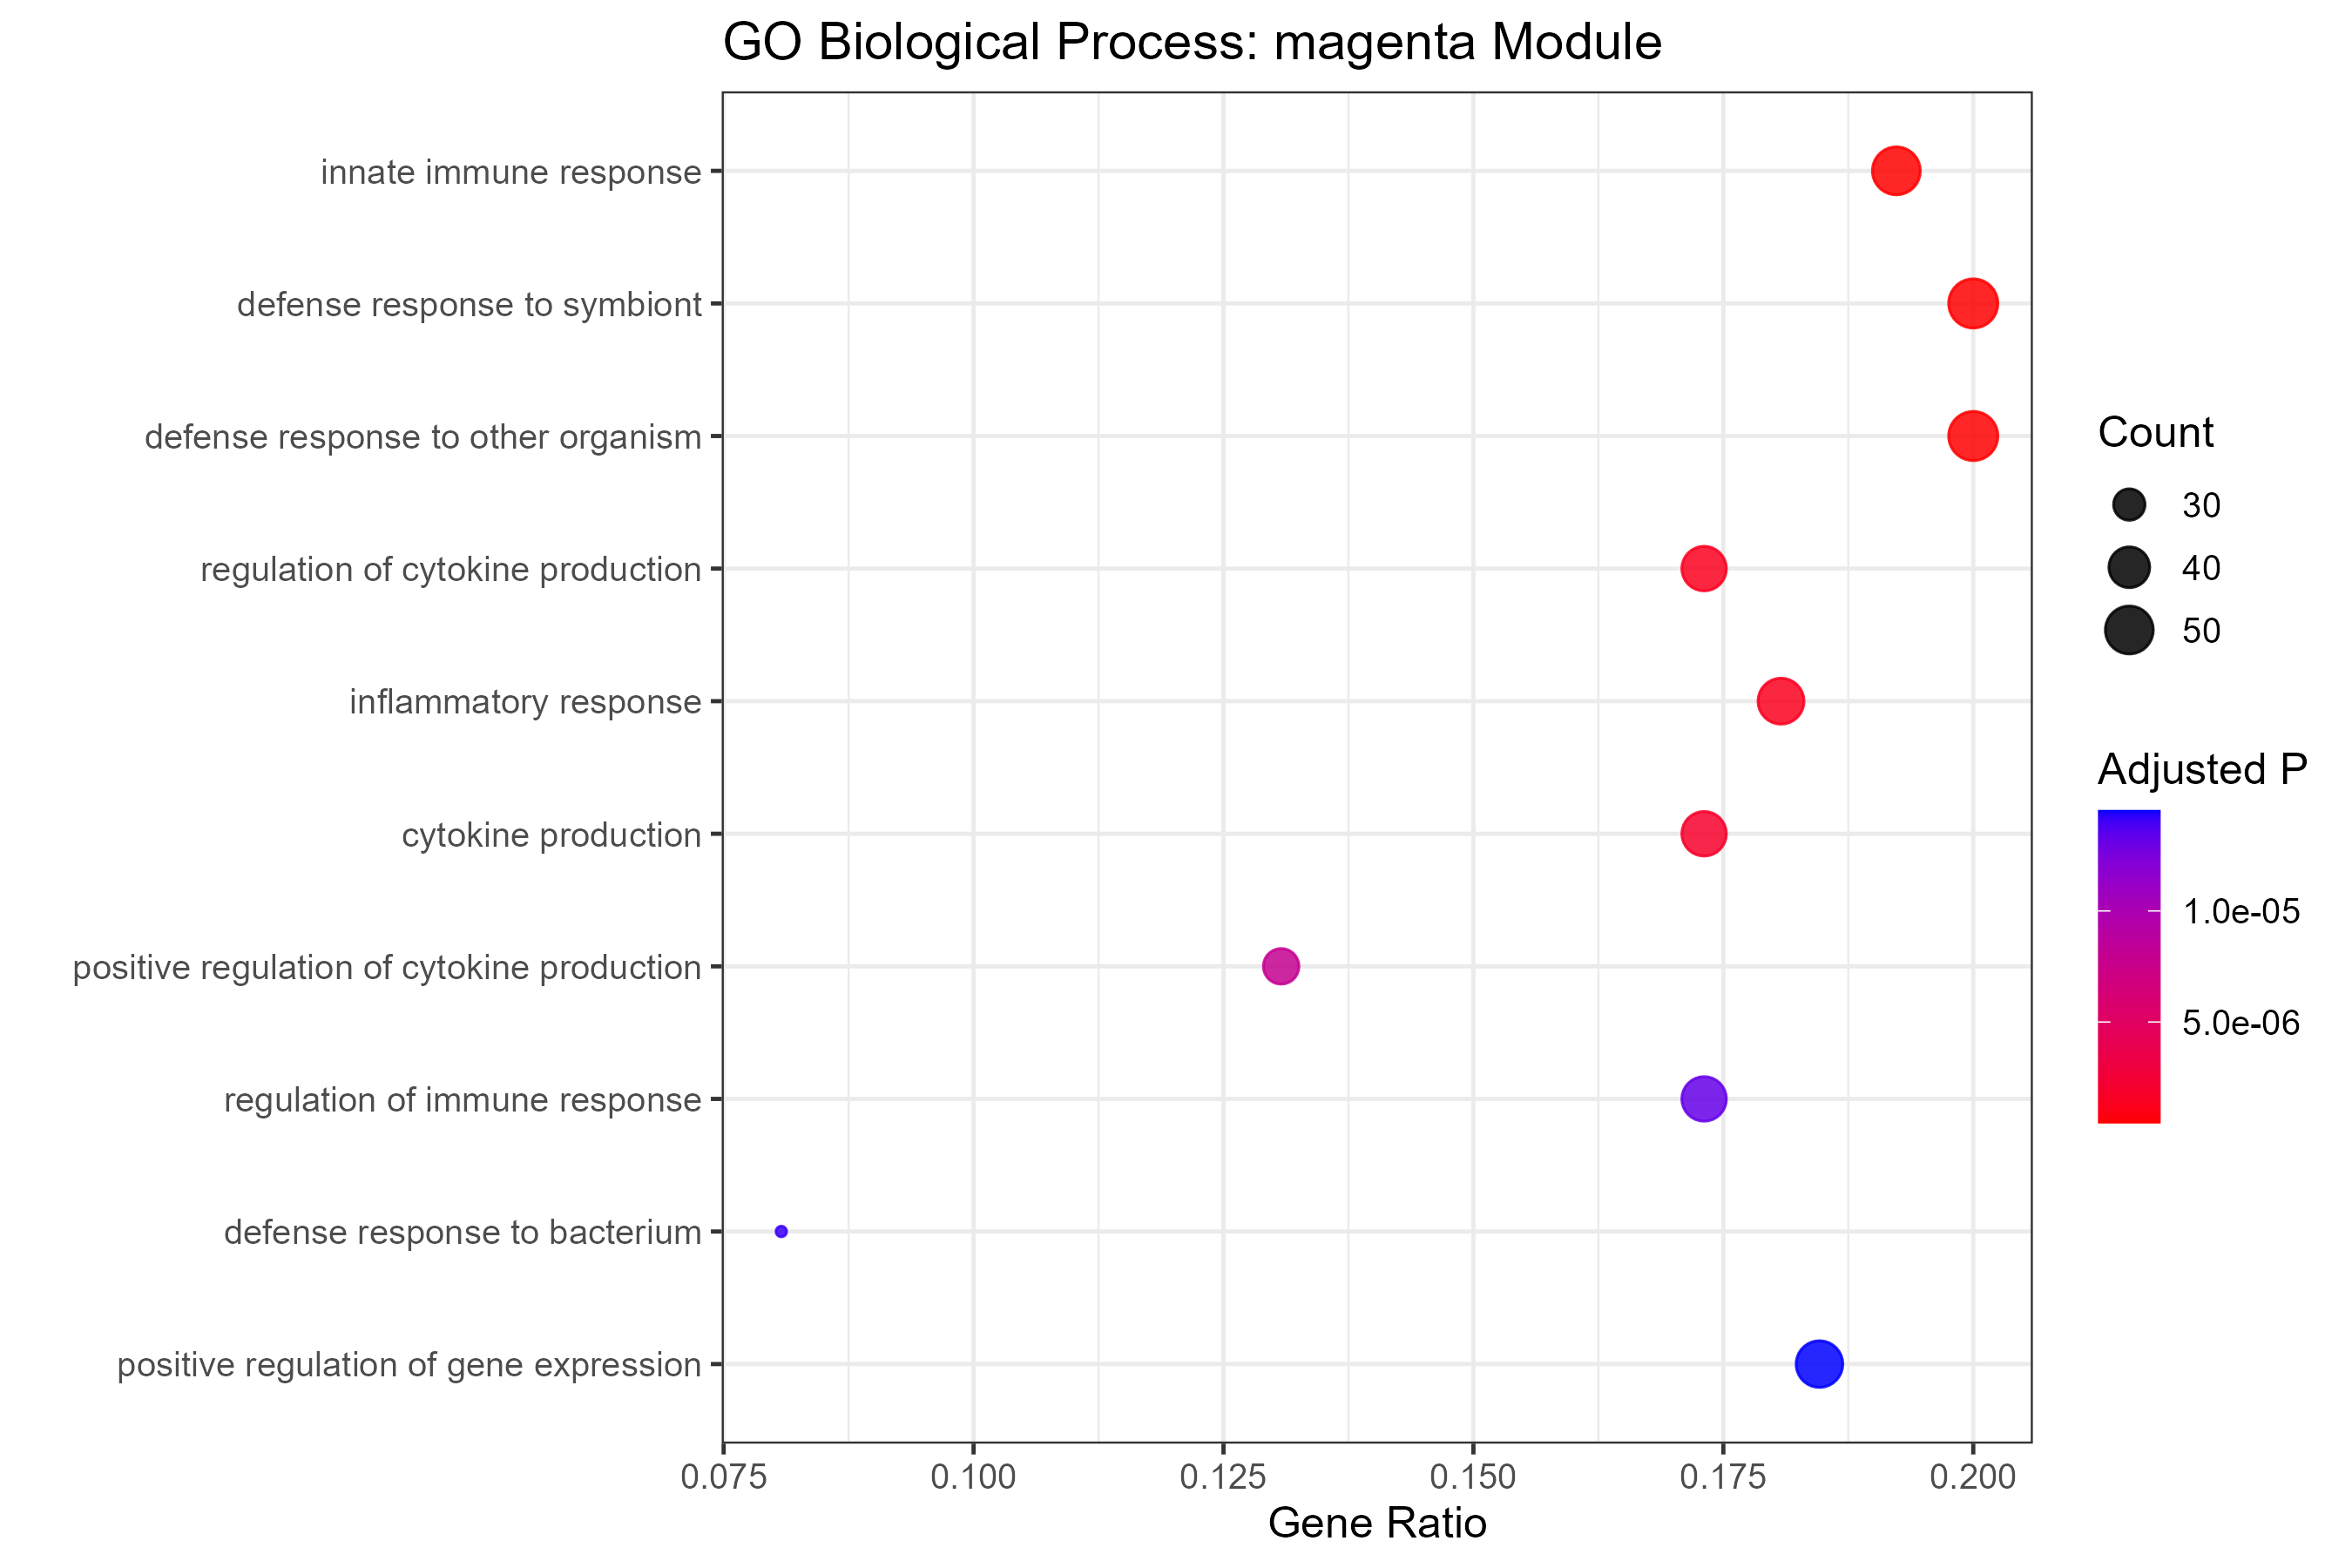 GO Biological Process: magenta Module
innate immune response
defense response to symbiont
defense response to other organism
regulation of cytokine production
inflammatory response
cytokine production
positive regulation of cytokine production
regulation of immune response
defense response to bacterium
positive regulation of gene expression
0.075 0.100 0.125 0.150 0.175 0.200
Gene Ratio
Count
30
40
50
Adjusted P
1.0e-05
5.0e-06